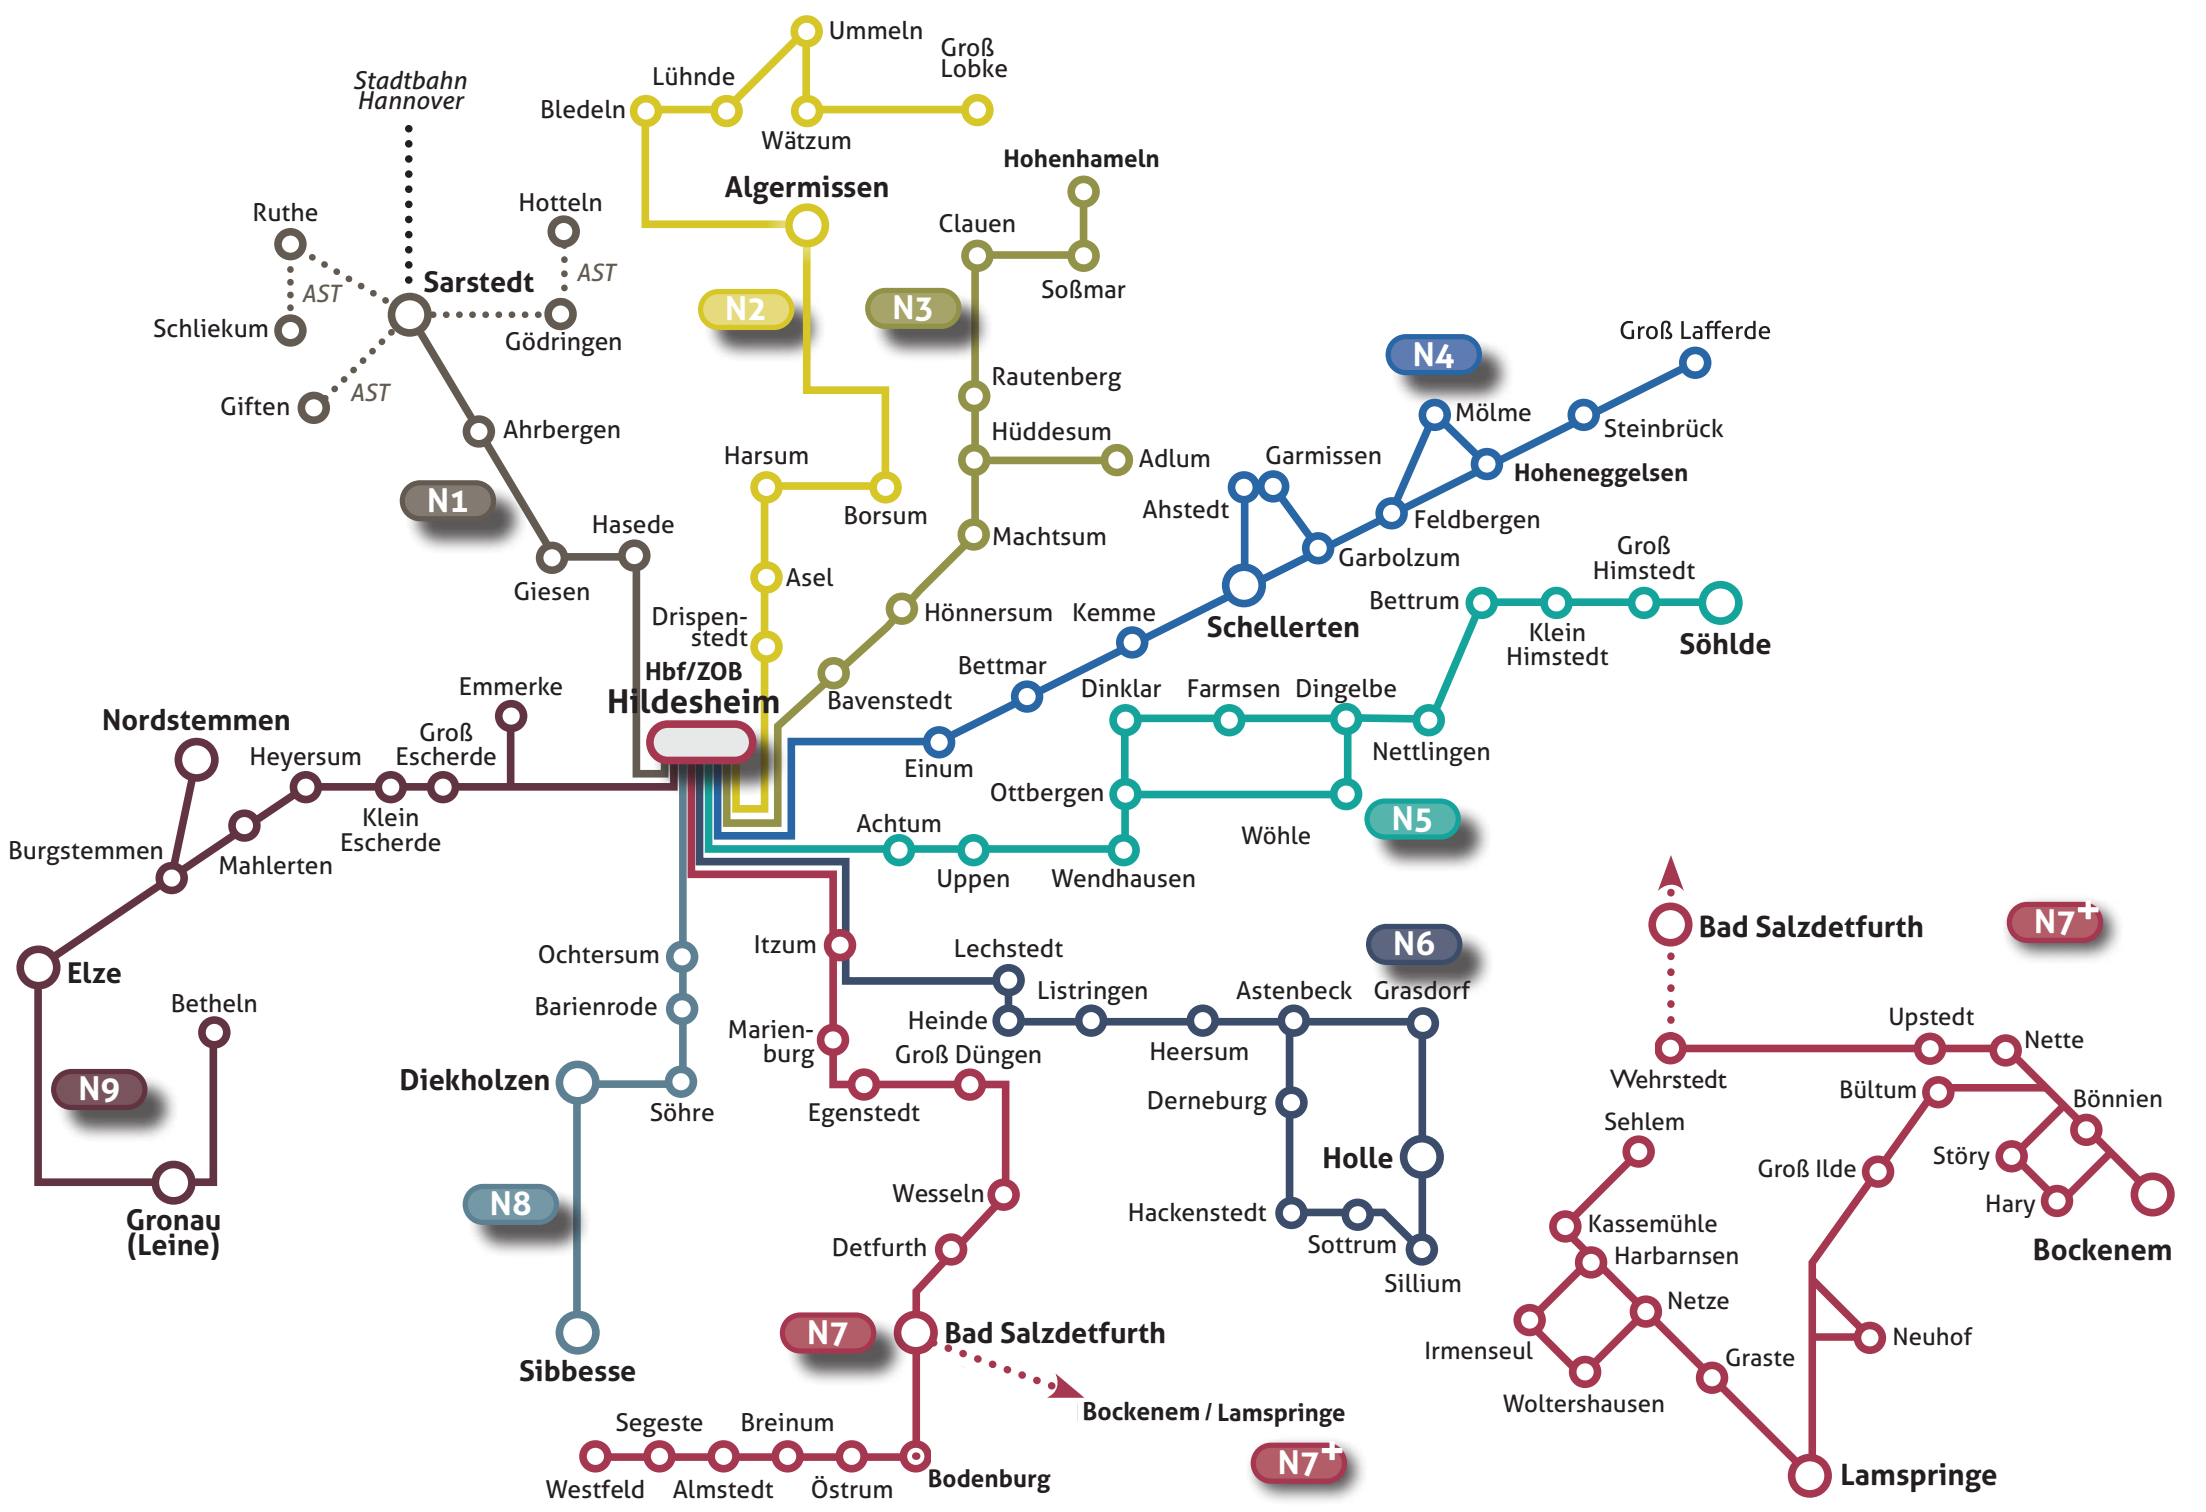 Ummeln
Groß
Lobke
Lühnde
Bledeln
Wätzum
Stadtbahn
Hannover
Hohenhameln
Algermissen
Ruthe
Hotteln
Clauen
AST
AST
Sarstedt
Soßmar
N2
N3
Schliekum
Gödringen
Groß Lafferde
N4
Rautenberg
Giften
AST
Mölme
Ahrbergen
Steinbrück
Hüddesum
Adlum
Harsum
Garmissen
Hoheneggelsen
N1
Ahstedt
Borsum
Feldbergen
Hasede
Machtsum
Garbolzum
Groß
Himstedt
Asel
Giesen
Bettrum
Drispen-
stedt
Hönnersum
Kemme
Schellerten
Klein
Himstedt
Söhlde
Hbf/ZOB
Hildesheim
Bettmar
Emmerke
Bavenstedt
Dinklar
Farmsen
Dingelbe
Nordstemmen
Groß
Escherde
Heyersum
Nettlingen
Einum
Ottbergen
Klein
Escherde
Achtum
N5
Wöhle
Burgstemmen
Mahlerten
Uppen
Wendhausen
Bad Salzdetfurth
N7+
Ochtersum
Itzum
Lechstedt
N6
Elze
Listringen
Astenbeck
Grasdorf
Betheln
Barienrode
Heinde
Upstedt
Marien-
burg
Groß Düngen
Heersum
Nette
Wehrstedt
Diekholzen
N9
Söhre
Egenstedt
Derneburg
Bültum
Bönnien
Sehlem
Holle
Störy
Groß Ilde
Wesseln
N8
Hary
Gronau
(Leine)
Hackenstedt
Kassemühle
Detfurth
Sottrum
Harbarnsen
Bockenem
Sillium
Netze
N7
Bad Salzdetfurth
Irmenseul
Neuhof
Graste
Sibbesse
Woltershausen
Bockenem / Lamspringe
Segeste
Breinum
N7+
Bodenburg
Lamspringe
Westfeld
Almstedt
Östrum